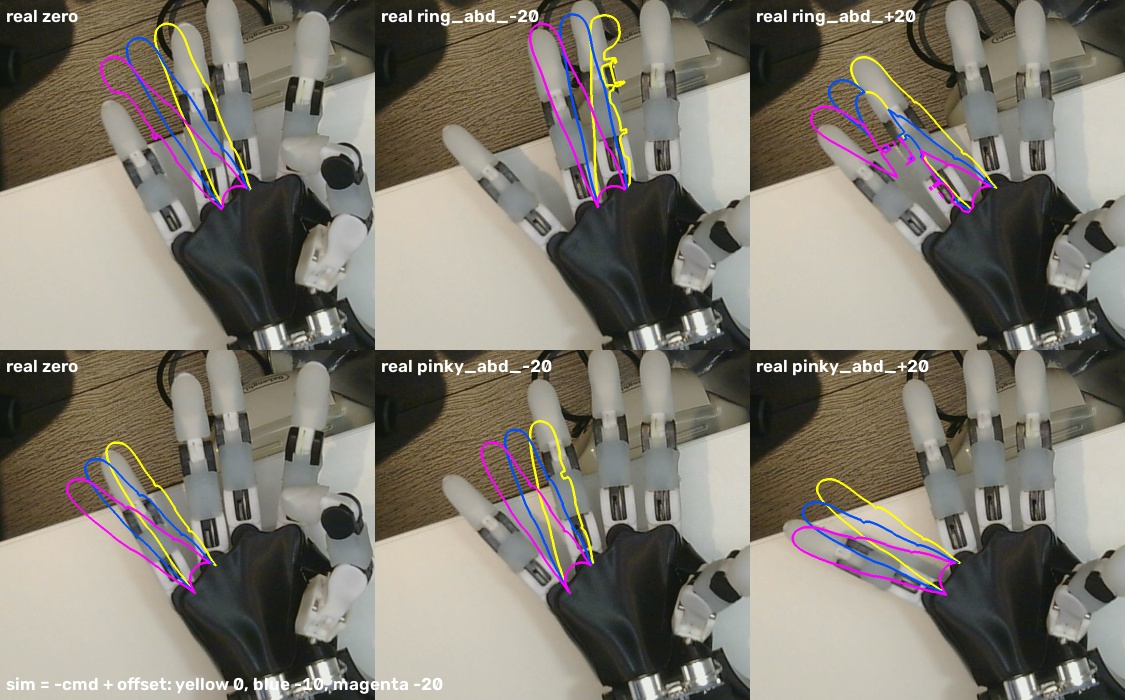 real zero
real ring_abd_-20
real ring_abd_+20
real zero
real pinky_abd_-20
real pinky_abd_+20
sim = -cmd + offset: yellow 0, blue -10, magenta -20